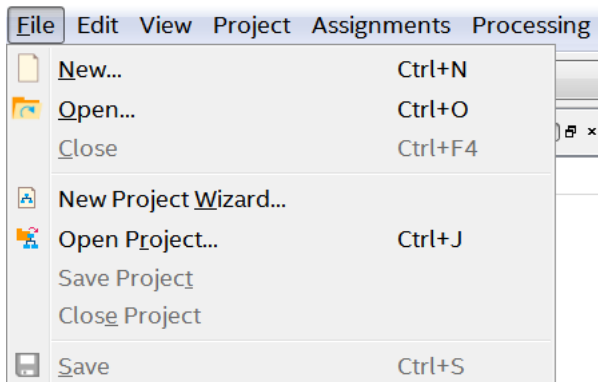 File Edit View Project Assignments Processing
New... Ctrl+N
Open... Ctrl+O
Close Ctrl+F4
New Project Wizard...
Open Project... Ctrl+J
Save Project
Close Project
Save Ctrl+S